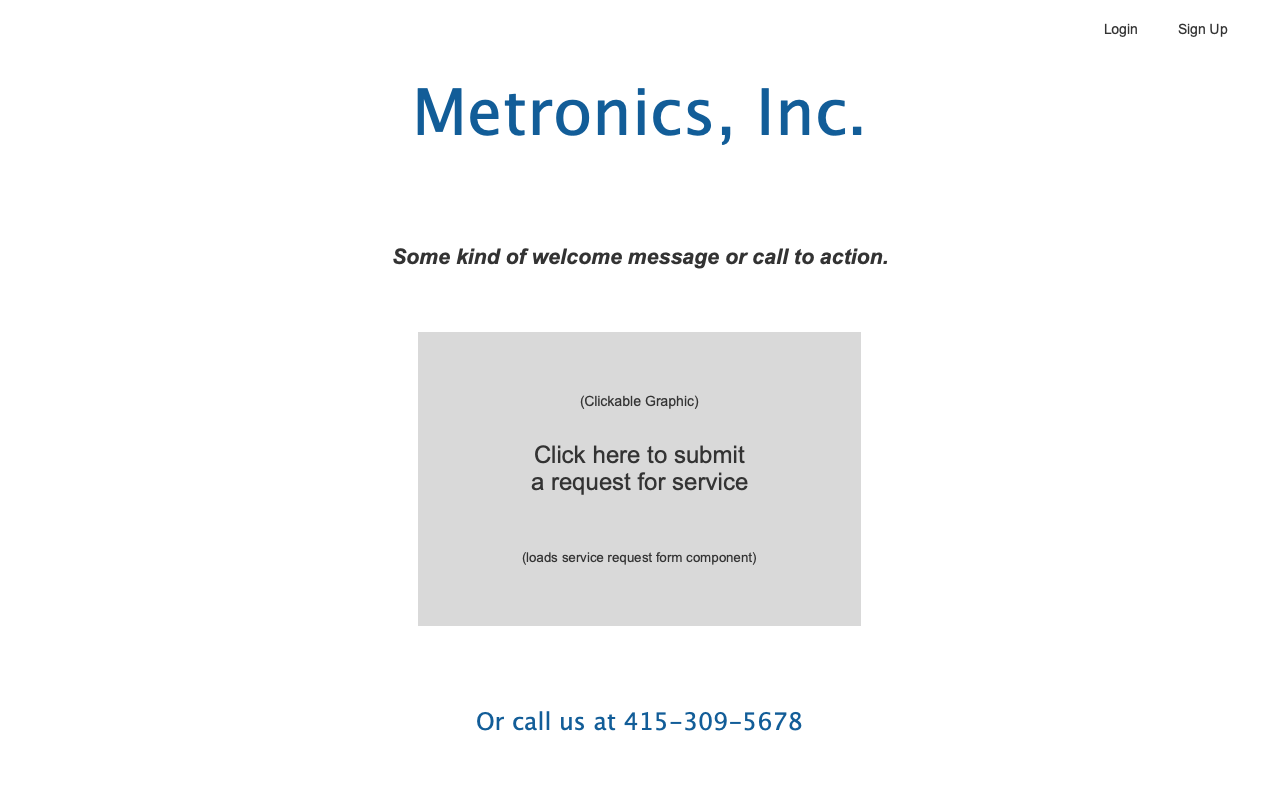 Login Sign Up
Metronics, Inc.
Some kind of welcome message or call to action.
(Clickable Graphic)
Click here to submit
a request for service
(loads service request form component)
Or call us at 415-309-5678